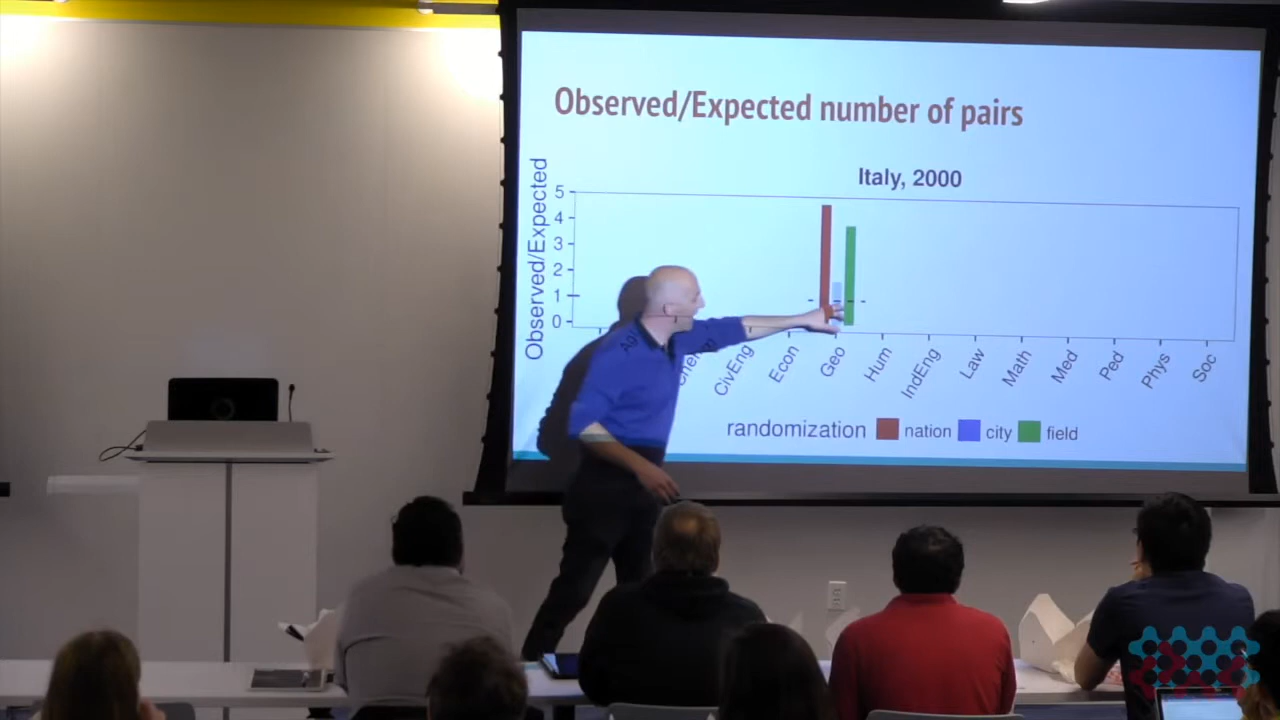 Observed/Expected number of pairs
Italy, 2000
Observed/Expected
5
4
3
2
1
0
Ag
CivEng
Econ
Geo
Hum
IndEng
Law
Math
Med
Ped
Phys
Soc
randomization nation city field